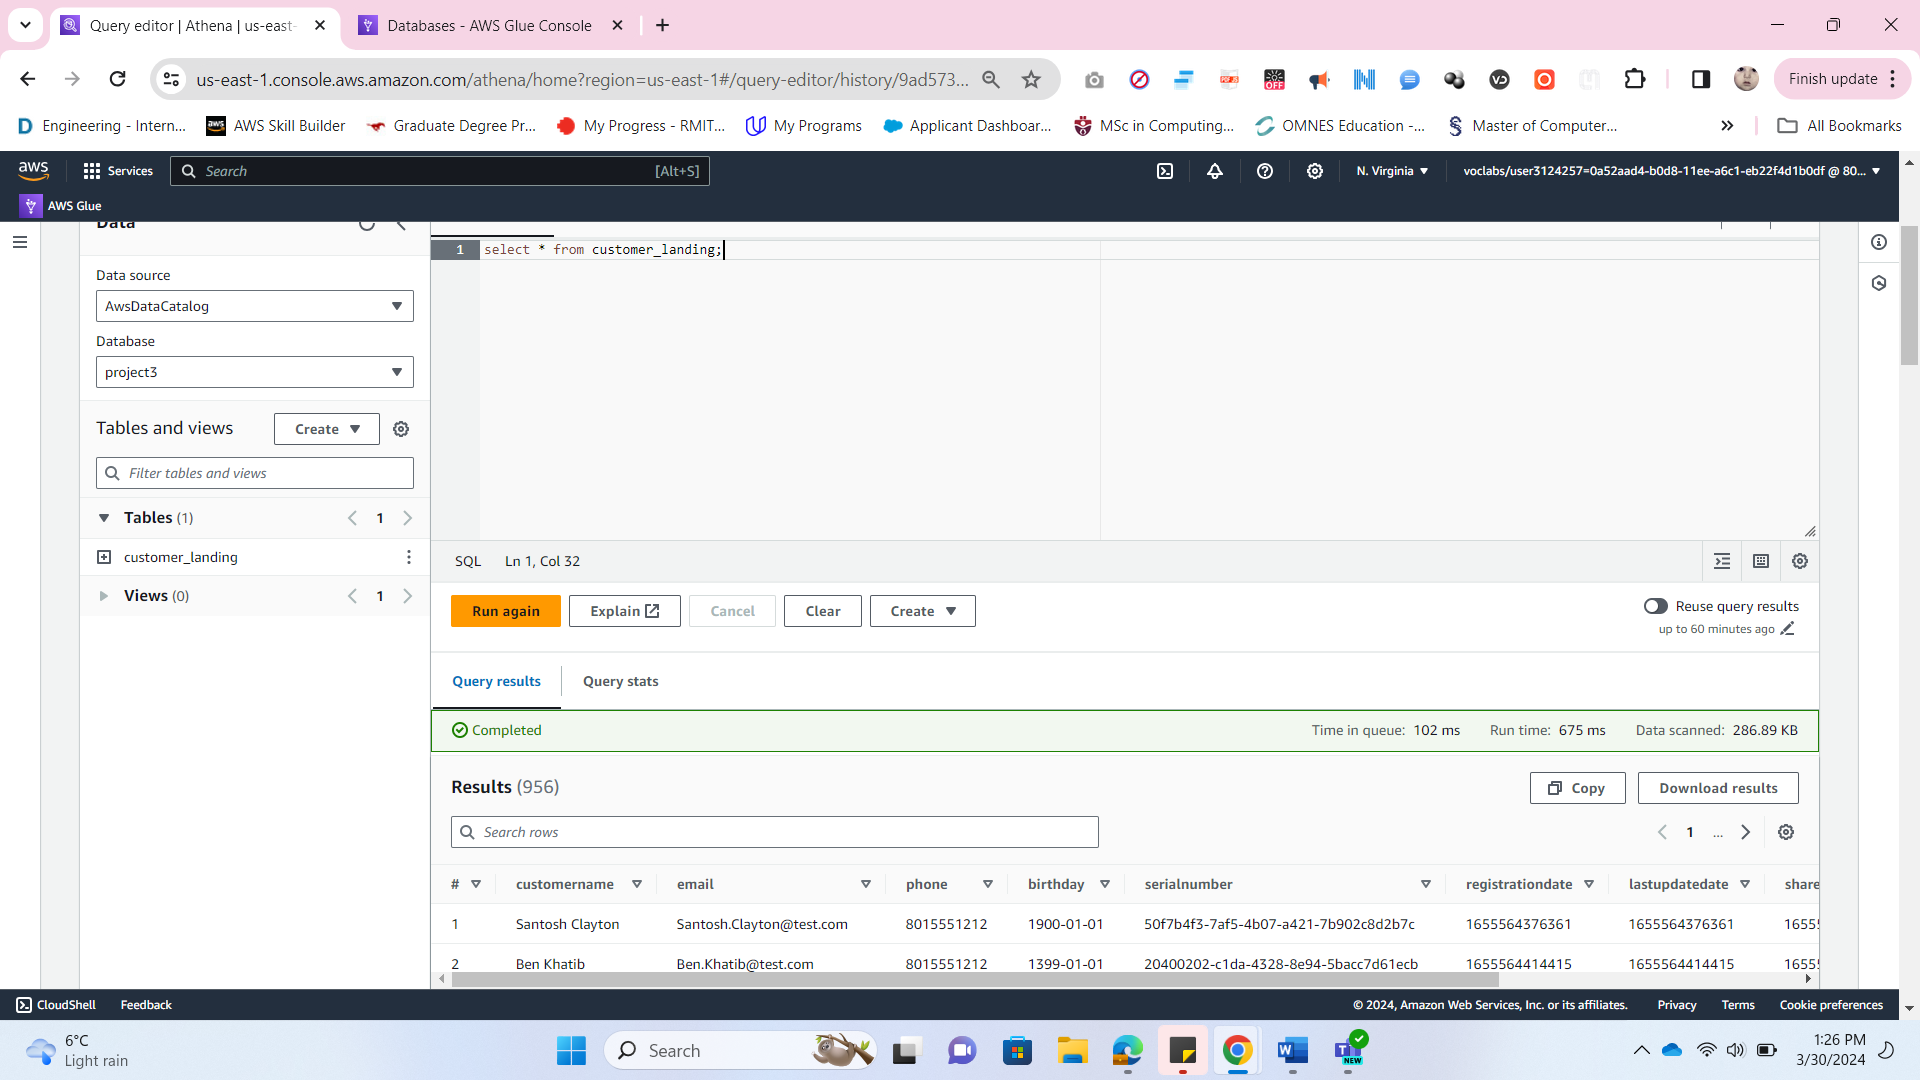 Query editor | Athena | us-east-
Databases - AWS Glue Console
us-east-1.console.aws.amazon.com/athena/home?region=us-east-1#/query-editor/history/9ad573...
Finish update
Engineering - Intern...
AWS Skill Builder
Graduate Degree Pr...
My Progress - RMIT...
My Programs
Applicant Dashboar...
MSc in Computing...
OMNES Education -...
Master of Computer...
All Bookmarks
aws
Services
Search
[Alt+S]
N. Virginia
voclabs/user3124257=0a52aad4-b0d8-11ee-a6c1-eb22f4d1b0df @ 80...
AWS Glue
Data
Data source
AwsDataCatalog
Database
project3
Tables and views
Create
Filter tables and views
Tables (1)
1
customer_landing
Views (0)
1
1 select * from customer_landing;
SQL Ln 1, Col 32
Run again
Explain
Cancel
Clear
Create
Reuse query results
up to 60 minutes ago
Query results
Query stats
Completed
Time in queue: 102 ms Run time: 675 ms Data scanned: 286.89 KB
Results (956)
Copy
Download results
Search rows
1 ...
# customername email phone birthday serialnumber registrationdate lastupdatedate share
1 Santosh Clayton Santosh.Clayton@test.com 8015551212 1900-01-01 50f7b4f3-7af5-4b07-a421-7b902c8d2b7c 1655564376361 1655564376361 1655!
2 Ben Khatib Ben.Khatib@test.com 8015551212 1399-01-01 20400202-c1da-4328-8e94-5bacc7d61ecb 1655564414415 1655564414415 1655!
CloudShell Feedback
© 2024, Amazon Web Services, Inc. or its affiliates. Privacy Terms Cookie preferences
6°C
Light rain
Search
NEW
1:26 PM
3/30/2024